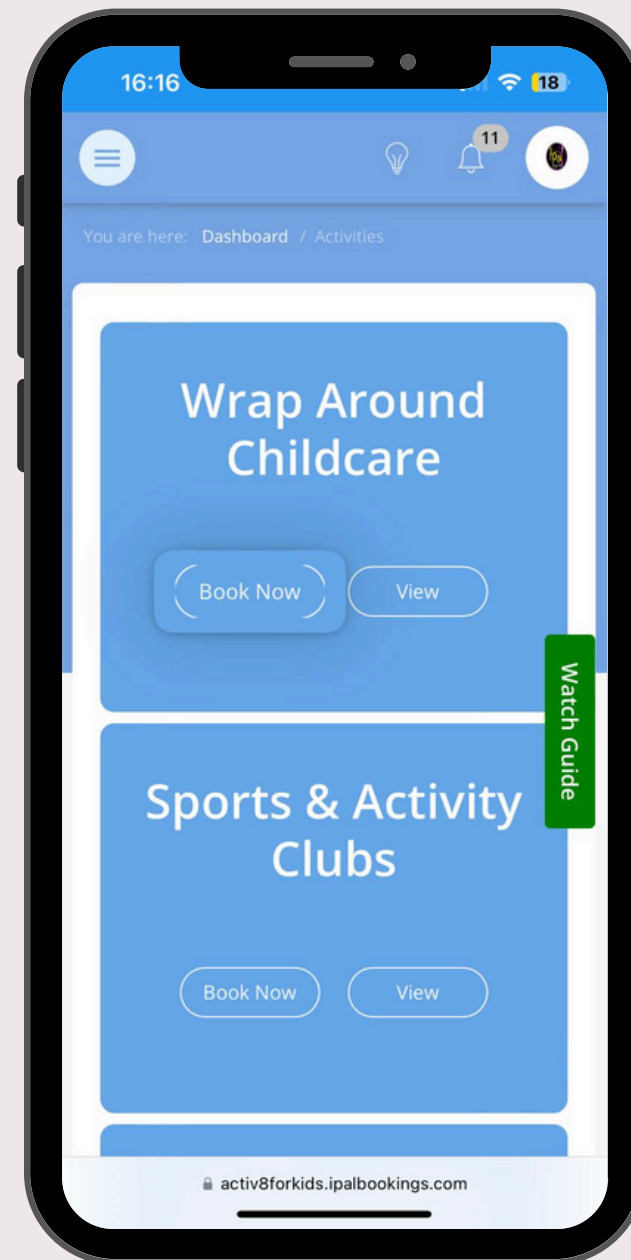 16:16
18
11
You are here: Dashboard / Activities
Wrap Around
Childcare
Book Now View
Watch Guide
Sports & Activity
Clubs
Book Now View
activ8forkids.ipalbookings.com